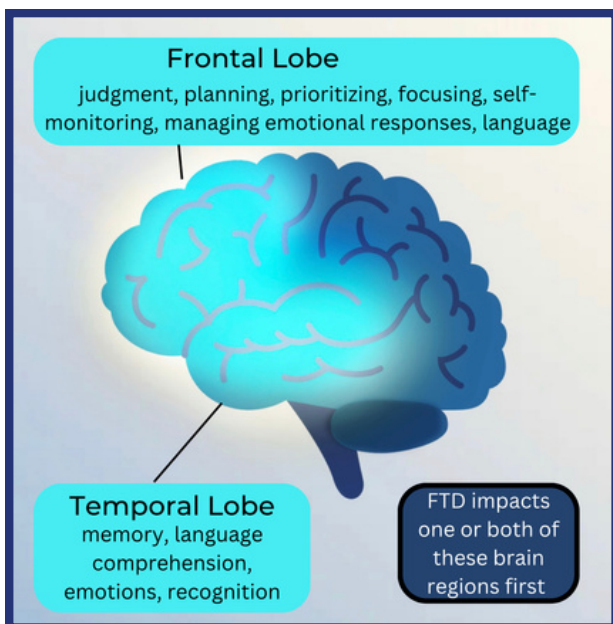 Frontal Lobe
judgment, planning, prioritizing, focusing, self-
monitoring, managing emotional responses, language
Temporal Lobe
memory, language
comprehension,
emotions, recognition
FTD impacts
one or both of
these brain
regions first